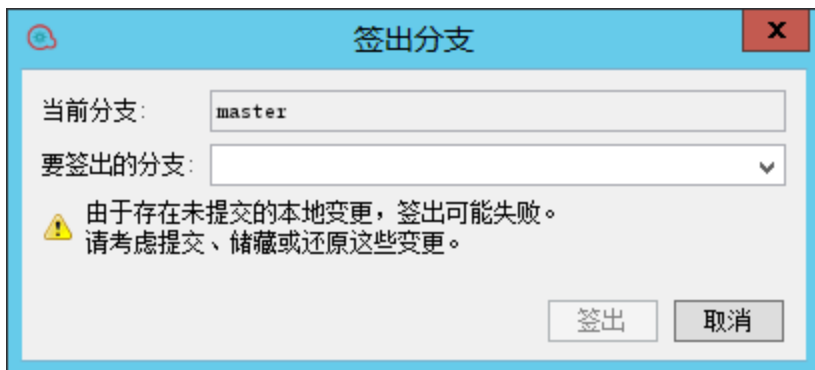 签出分支
当前分支:
master
要签出的分支:
由于存在未提交的本地变更，签出可能失败。
请考虑提交、储藏或还原这些变更。
签出
取消